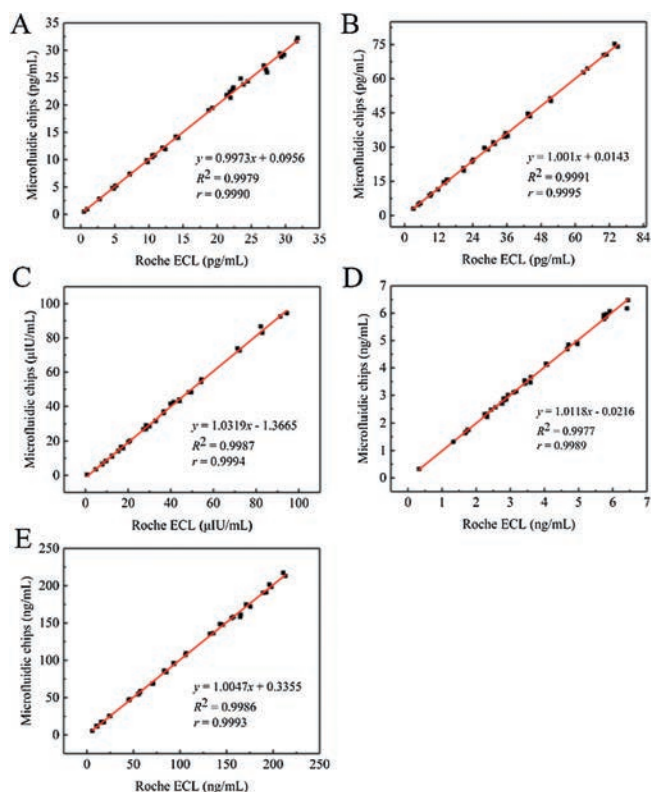 A
Microfluidic chips (pg/mL)
35
30
25
20
15
10
5
0
y = 0.9973x + 0.0956
R² = 0.9979
r = 0.9990
0 5 10 15 20 25 30 35
Roche ECL (pg/mL)
B
Microfluidic chips (pg/mL)
75
60
45
30
15
0
y = 1.001x + 0.0143
R² = 0.9991
r = 0.9995
0 12 24 36 48 60 72 84
Roche ECL (pg/mL)
C
Microfluidic chips (μIU/mL)
100
80
60
40
20
0
y = 1.0319x - 1.3665
R² = 0.9987
r = 0.9994
0 20 40 60 80 100
Roche ECL (μIU/mL)
D
Microfluidic chips (ng/mL)
7
6
5
4
3
2
1
0
y = 1.0118x - 0.0216
R² = 0.9977
r = 0.9989
0 1 2 3 4 5 6 7
Roche ECL (ng/mL)
E
Microfluidic chips (ng/mL)
250
200
150
100
50
0
y = 1.0047x + 0.3355
R² = 0.9986
r = 0.9993
0 50 100 150 200 250
Roche ECL (ng/mL)